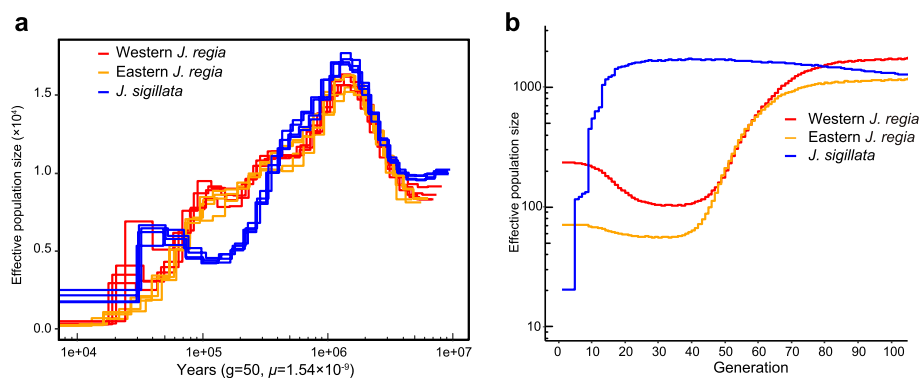 a
Western J. regia
Eastern J. regia
J. sigillata
Effective population size (×10⁴)
1.5
1.0
0.5
0.0
1e+04 1e+05 1e+06 1e+07
Years (g=50, μ=1.54×10⁻⁹)
b
Effective population size
1000
100
10
Western J. regia
Eastern J. regia
J. sigillata
0 10 20 30 40 50 60 70 80 90 100
Generation